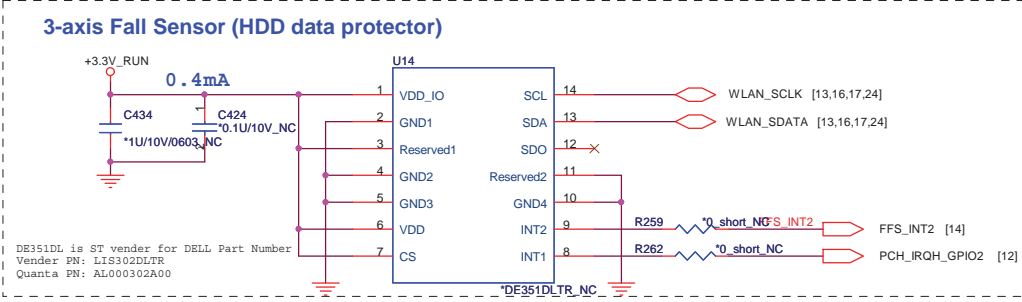 3-axis Fall Sensor (HDD data protector)
+3.3V_RUN
0.4mA
U14
C434
*1U/10V/0603_NC
1
C424
*0.1U/10V_NC
2
1 VDD_IO SCL 14 WLAN_SCLK [13,16,17,24]
2 GND1 SDA 13 WLAN_SDATA [13,16,17,24]
3 Reserved1 SDO 12
4 GND2 Reserved2 11
5 GND3 GND4 10
6 VDD INT2 9 R259 *0_short_NC FFS_INT2 FFS_INT2 [14]
7 CS INT1 8 R262 *0_short_NC PCH_IRQH_GPIO2 [12]
*DE351DLTR_NC
DE351DL is ST vender for DELL Part Number
Vender PN: LIS302DLTR
Quanta PN: AL000302A00